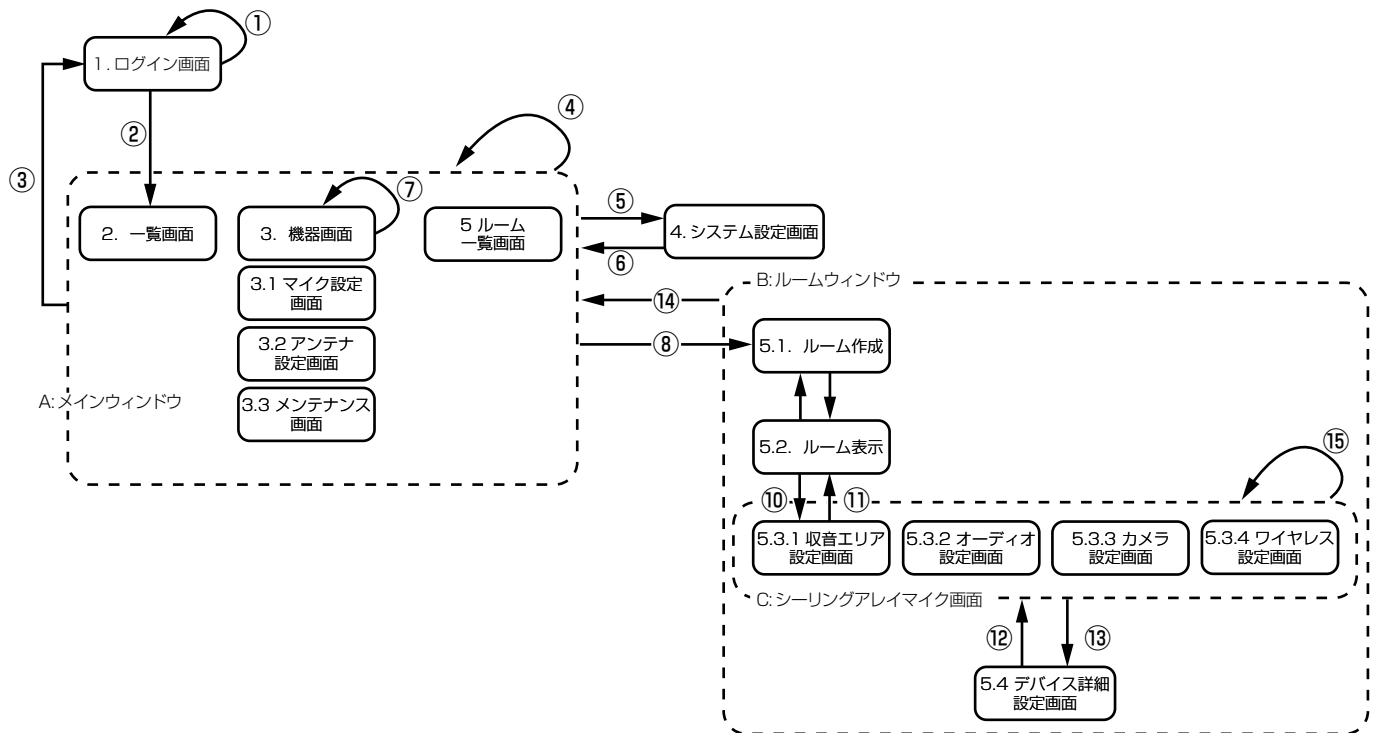 ①
1.ログイン画面
②
③
④
⑦
2. 一覧画面
3. 機器画面
5 ルーム
一覧画面
⑤
4.システム設定画面
⑥
3.1 マイク設定
画面
3.2 アンテナ
設定画面
3.3 メンテナンス
画面
A:メインウィンドウ
B:ルームウィンドウ
⑭
⑧
5.1. ルーム作成
5.2. ルーム表示
⑩
⑪
⑮
5.3.1 収音エリア
設定画面
5.3.2 オーディオ
設定画面
5.3.3 カメラ
設定画面
5.3.4 ワイヤレス
設定画面
C:シーリングアレイマイク画面
⑫
⑬
5.4 デバイス詳細
設定画面